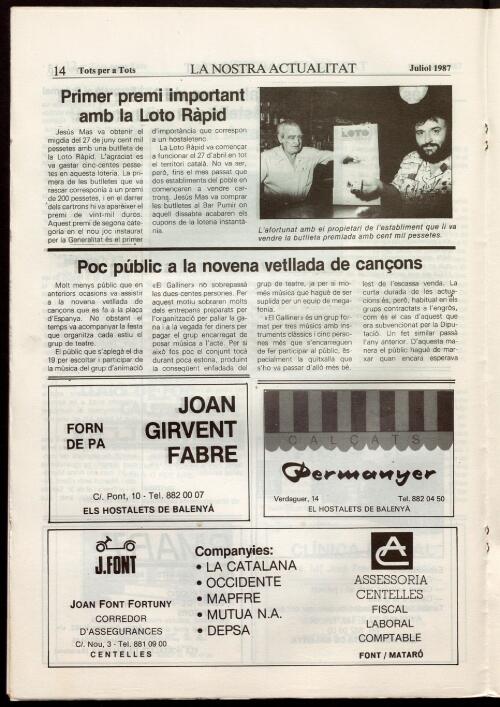 14 Tots per a Tots LA NOSTRA ACTUALITAT Juliol 1987
Primer premi important
amb la Loto Ràpid
Jesús Mas va obtenir el
migdia del 27 de juny cent mil
pessetes amb una butlleta de
la Loto Ràpid. L'agraciat es
va gastar cinc-centes pesse-
tes en aquesta loteria. La pri-
mera de les butlletes que va
rascar corresponia a un premi
de 200 pessetes, i en el darrer
dels cartrons hi va aparèixer el
premi de vint-mil duros.
Aquest premi de segona cate-
goria en el nou joc instaurat
per la Generalitat és el primer
d'importància que correspon
a un hostaletenc.
La Loto Ràpid va començar
a funcionar el 27 d'abril en tot
el territori català. No va ser,
però, fins el mes passat que
dos establiments del poble en
començaren a vendre car-
trons. Jesús Mas va comprar
les butlletes al Bar Pumir on
aquell dissabte acabaren els
cupons de la loteria instantà-
nia.
LOTO
L'afortunat amb el propietari de l'establiment que li va
vendre la butlleta premiada amb cent mil pessetes.
Poc públic a la novena vetllada de cançons
Molt menys públic que en
anteriors ocasions va assistir
a la novena vetllada de
cançons que es fa a la plaça
d'Espanya. No obstant el
temps va acompanyar la festa
que organitza cada estiu el
grup de teatre.
El públic que s'aplegà el dia
19 per escoltar i participar de
la música del grup d'animació
«El Galliner» no sobrepassà
les dues-centes persones. Per
aquest motiu sobraren molts
dels entrepans preparats per
l'organització per pal·liar la ga-
na i a la vegada fer diners per
pagar el grup encarregat de
posar música a l'acte. Per si
això fos poc el conjunt tocà
durant poca estona, produint
la consegüent enfadada del
grup de teatre, ja per si mo-
més música que hagué de ser
suplida per un equip de mega-
fonia.
«El Galliner» és un grup for-
mat per tres músics amb ins-
truments clàssics i cinc perso-
nes més que s'encarreguen
de fer participar al públic. Es-
pecialment la quitxalla que
s'ho va passar d'allò més bé,
lest de l'escassa venda. La
curta durada de les actua-
cions és, però, habitual en els
grups contractats a l'engròs,
com és el cas d'aquest que
era subvencionat per la Dipu-
tació. Un fet similar passà
l'any anterior. D'aquesta ma-
nera el públic hagué de mar-
xar quan encara esperava
FORN
DE PA
JOAN
GIRVENT
FABRE
C/. Pont, 10 - Tel. 882 00 07
ELS HOSTALETS DE BALENYÀ
CALÇATS
Permanyer
Verdaguer, 14 Tel. 882 04 50
EL HOSTALETS DE BALENYÀ
J. FONT
JOAN FONT FORTUNY
CORREDOR
D'ASSEGURANCES
C/. Nou, 3 - Tel. 881 09 00
CENTELLES
Companyies:
• LA CATALANA
• OCCIDENTE
• MAPFRE
• MUTUA N.A.
• DEPSA
AC
ASSESSORIA
CENTELLES
FISCAL
LABORAL
COMPTABLE
FONT / MATARÓ